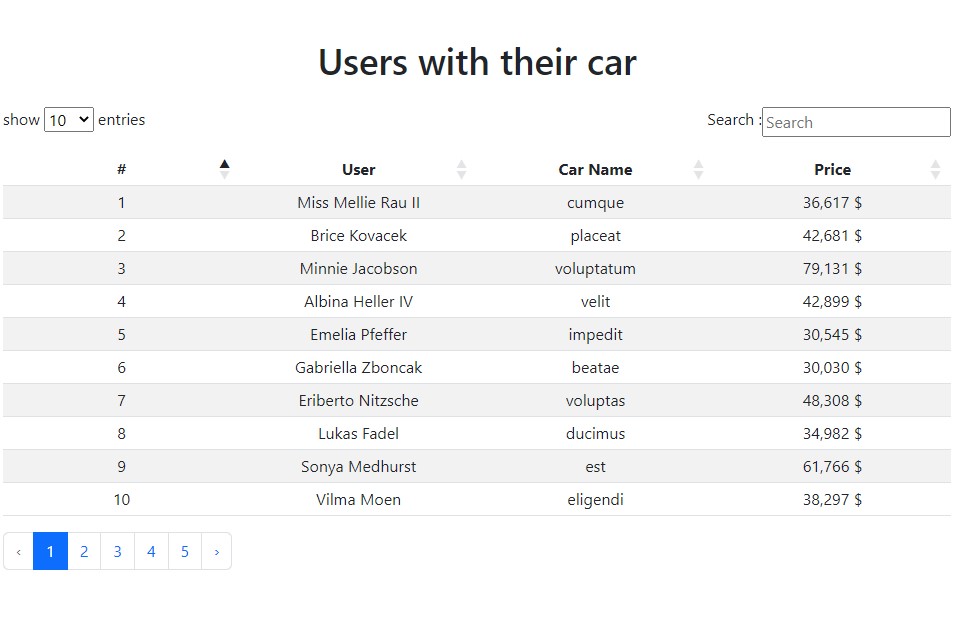 Users with their car
show 10 entries Search : Search
# User Car Name Price
1 Miss Mellie Rau II cumque 36,617 $
2 Brice Kovacek placeat 42,681 $
3 Minnie Jacobson voluptatum 79,131 $
4 Albina Heller IV velit 42,899 $
5 Emelia Pfeffer impedit 30,545 $
6 Gabriella Zboncak beatae 30,030 $
7 Eriberto Nitzsche voluptas 48,308 $
8 Lukas Fadel ducimus 34,982 $
9 Sonya Medhurst est 61,766 $
10 Vilma Moen eligendi 38,297 $
‹ 1 2 3 4 5 ›